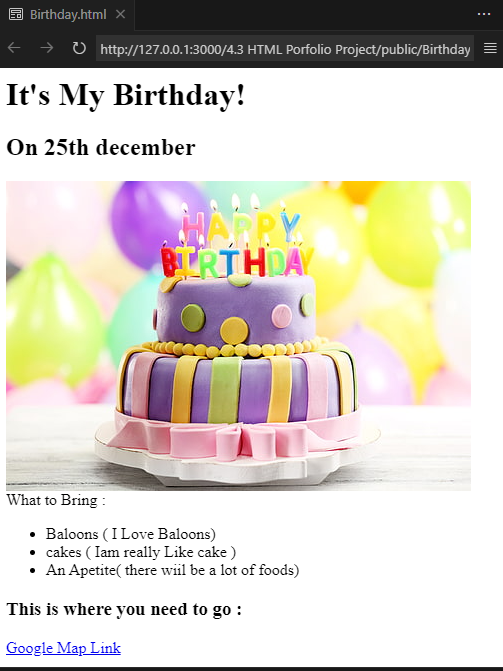 Birthday.html
http://127.0.0.1:3000/4.3 HTML Porfolio Project/public/Birthday
It's My Birthday!
On 25th december
HAPPY
BIRTHDAY
What to Bring :
Baloons ( I Love Baloons)
cakes ( Iam really Like cake )
An Apetite( there wiil be a lot of foods)
This is where you need to go :
Google Map Link